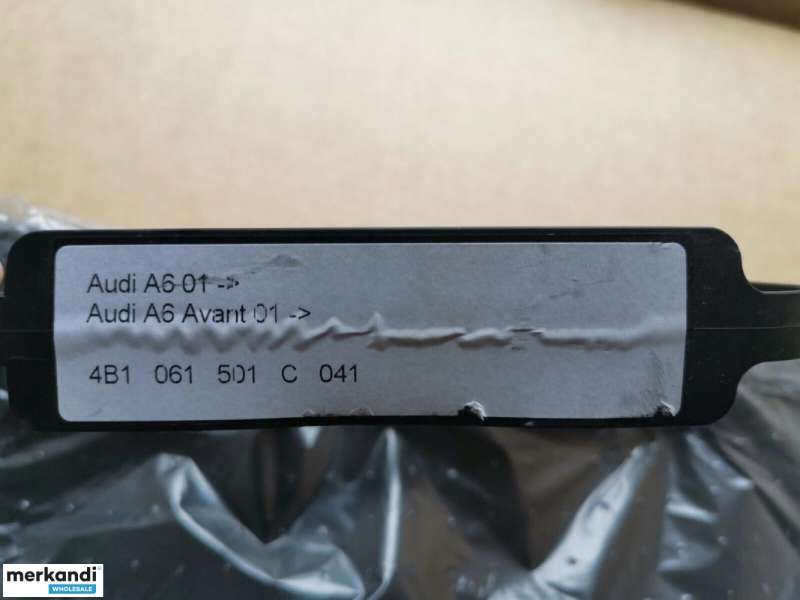 Audi A6 01 ->
Audi A6 Avant 01 ->
4B1 061 501 C 041
merkandi
WHOLESALE